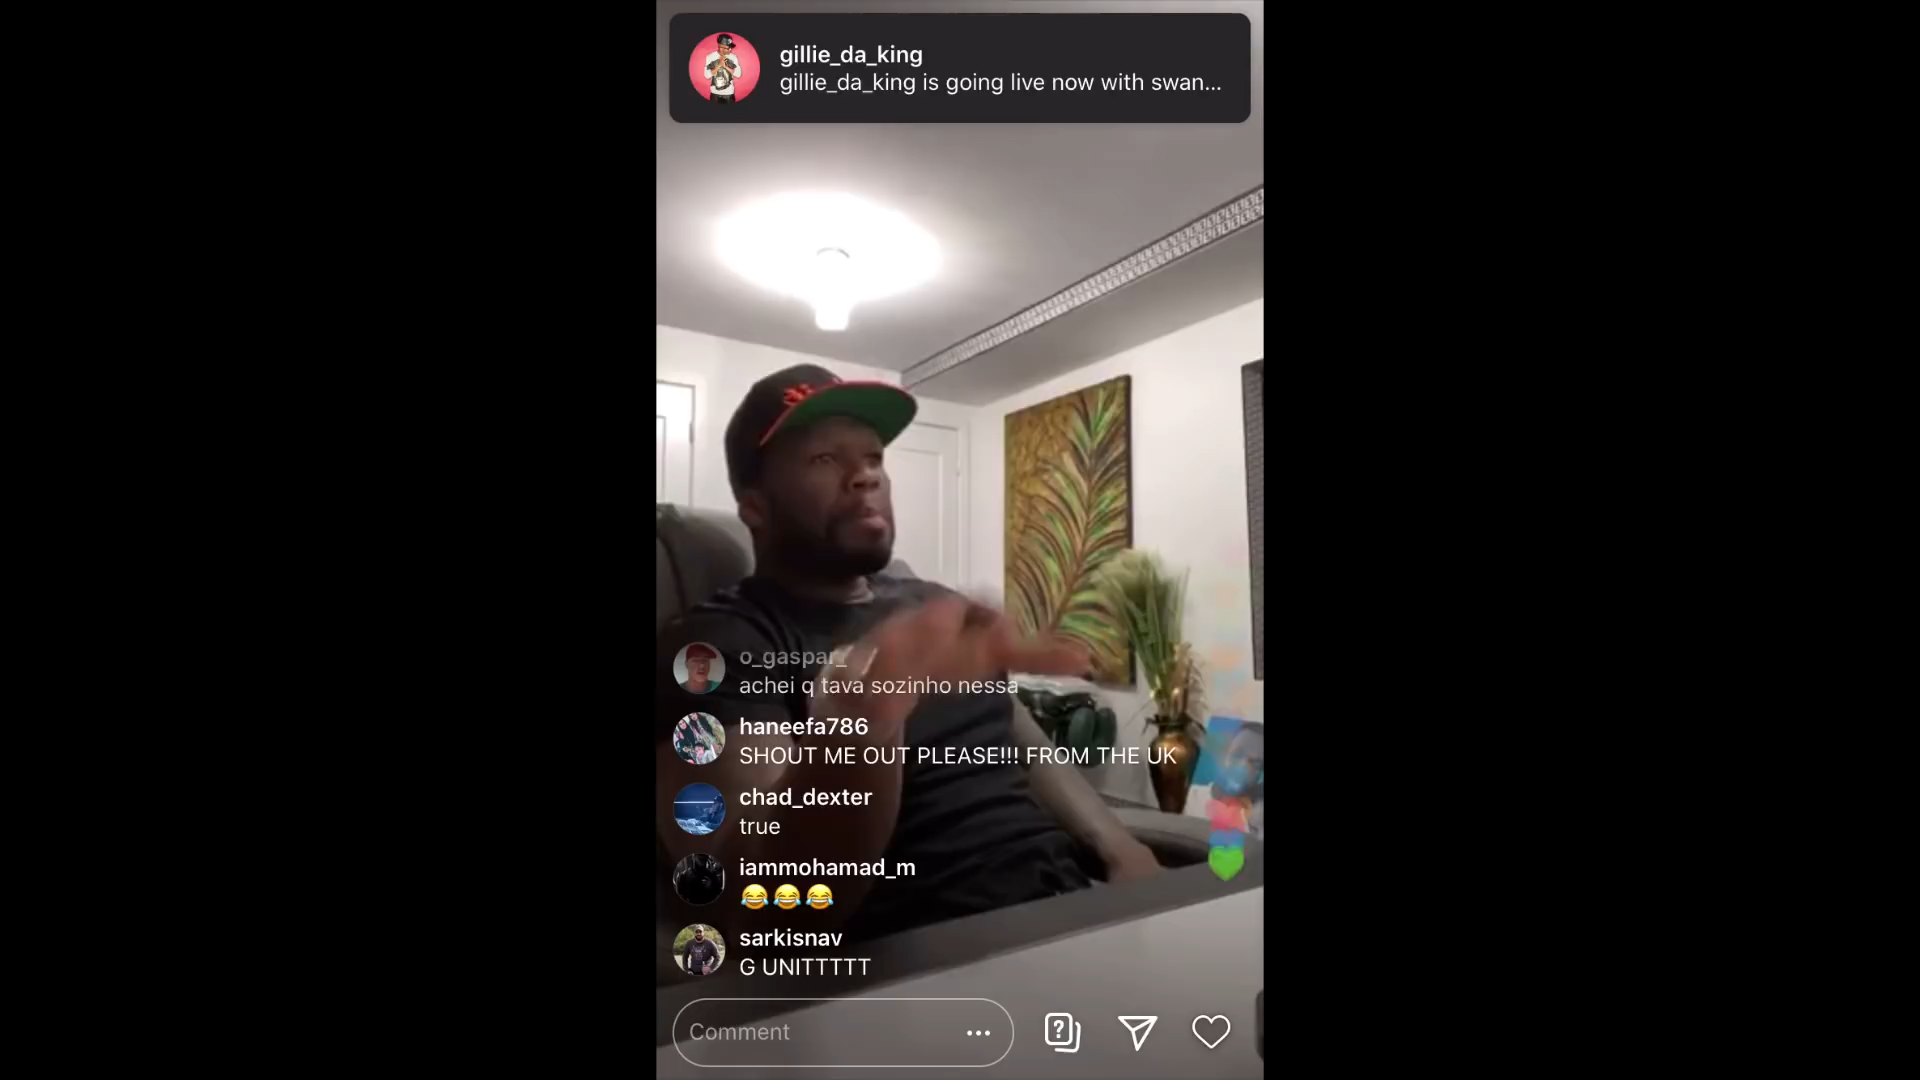 gillie_da_king
gillie_da_king is going live now with swan...
o_gaspar_
achei q tava sozinho nessa
haneefa786
SHOUT ME OUT PLEASE!!! FROM THE UK
chad_dexter
true
iammohamad_m
😂😂😂
sarkisnav
G UNITTTTT
Comment